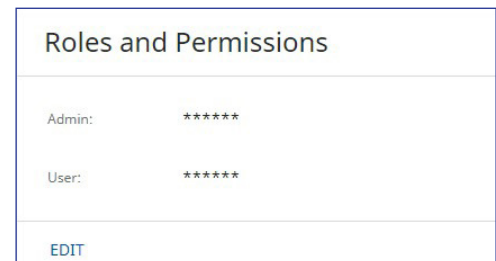 Roles and Permissions
Admin: ******
User: ******
EDIT